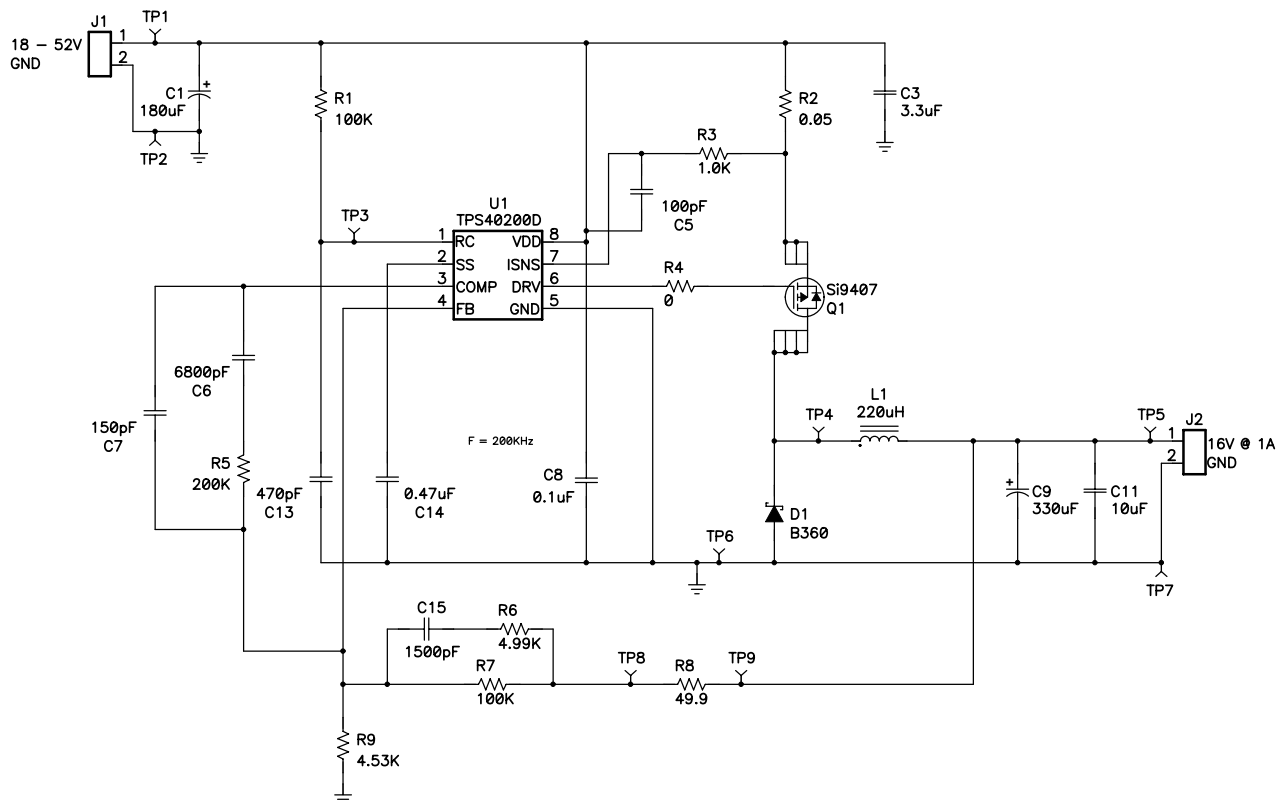 J1
TP1
18 – 52V
GND
1
2
C1
180uF
TP2
R1
100K
R2
0.05
C3
3.3uF
R3
1.0K
100pF
C5
U1
TPS40200D
TP3
1 RC VDD 8
2 SS ISNS 7
3 COMP DRV 6
4 FB GND 5
R4
0
Si9407
Q1
6800pF
C6
150pF
C7
R5
200K
470pF
C13
0.47uF
C14
F = 200KHz
C8
0.1uF
TP4
L1
220uH
TP5
J2
1
2
16V @ 1A
GND
D1
B360
C9
330uF
C11
10uF
TP6
TP7
C15
1500pF
R6
4.99K
R7
100K
TP8
R8
49.9
TP9
R9
4.53K